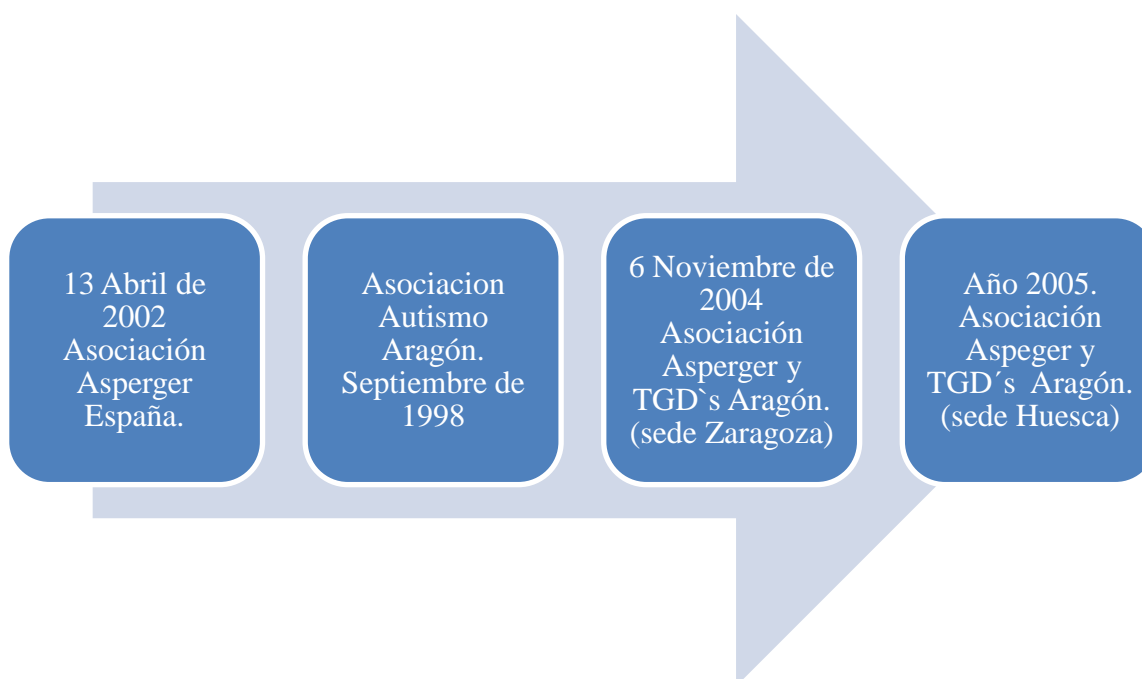 13 Abril de
2002
Asociación
Asperger
España.
Asociacion
Autismo
Aragón.
Septiembre de
1998
6 Noviembre de
2004
Asociación
Asperger y
TGD`s Aragón.
(sede Zaragoza)
Año 2005.
Asociación
Aspeger y
TGD´s Aragón.
(sede Huesca)